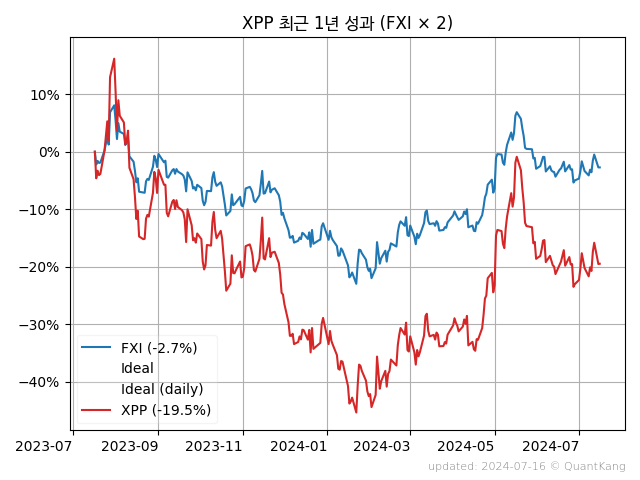 XPP 최근 1년 성과 (FXI × 2)
10%
0%
−10%
−20%
−30%
−40%
FXI (-2.7%)
Ideal
Ideal (daily)
XPP (-19.5%)
2023-07 2023-09 2023-11 2024-01 2024-03 2024-05 2024-07
updated: 2024-07-16 © QuantKang